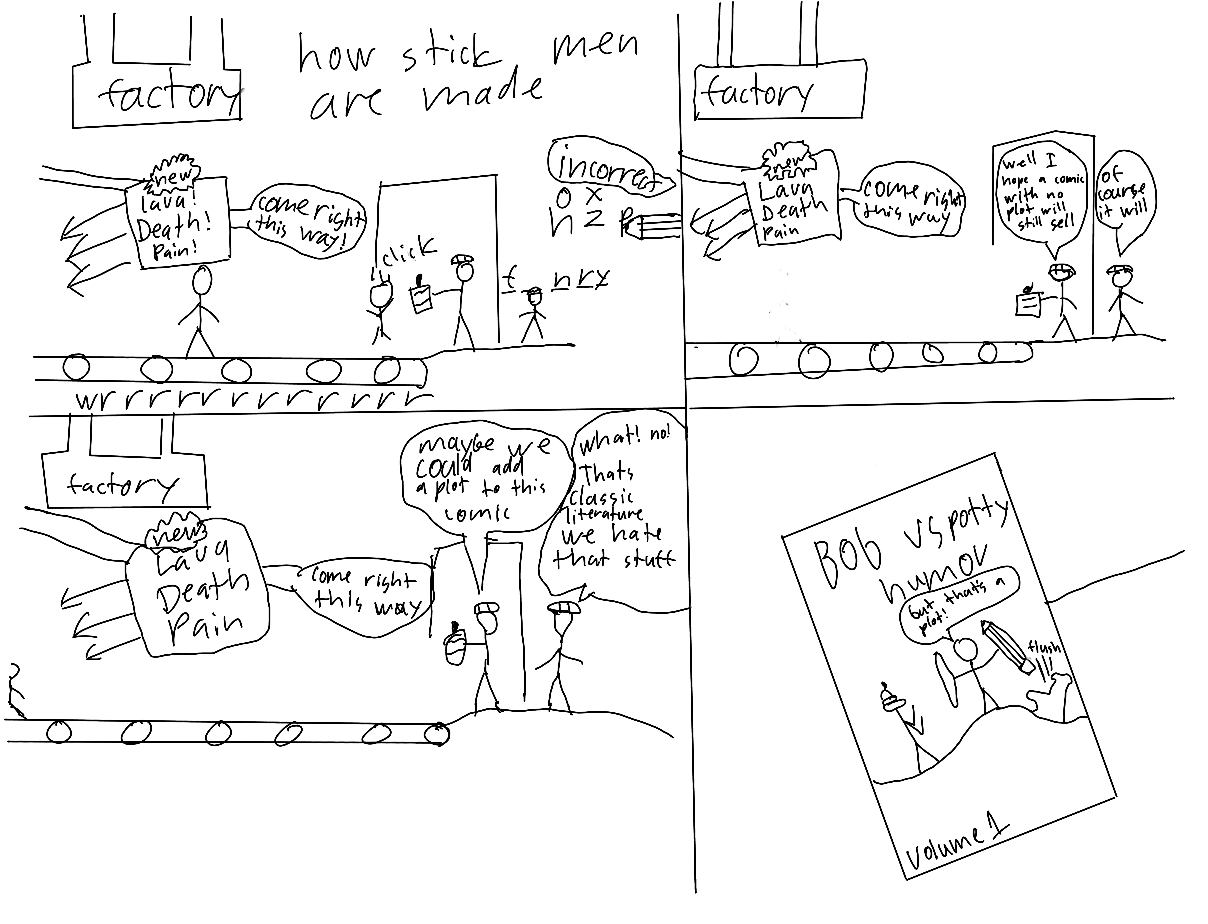 how stick men
are made
factory
new
Lava!
Death!
Pain!
come right
this way!
click
incorrect
o x
n z
t _ n r x
wrrrrrrrrrrrrr
factory
new
Lava
Death
Pain
come right
this way
well I
hope a comic
with no
plot will
still sell
of
course
it will
factory
new
Lava
Death
Pain
come right
this way
maybe we
could add
a plot to this
comic
what! no!
Thats
classic
literature
we hate
that stuff
Bob vs potty
humor
but that's a
plot!
flush
volume 1